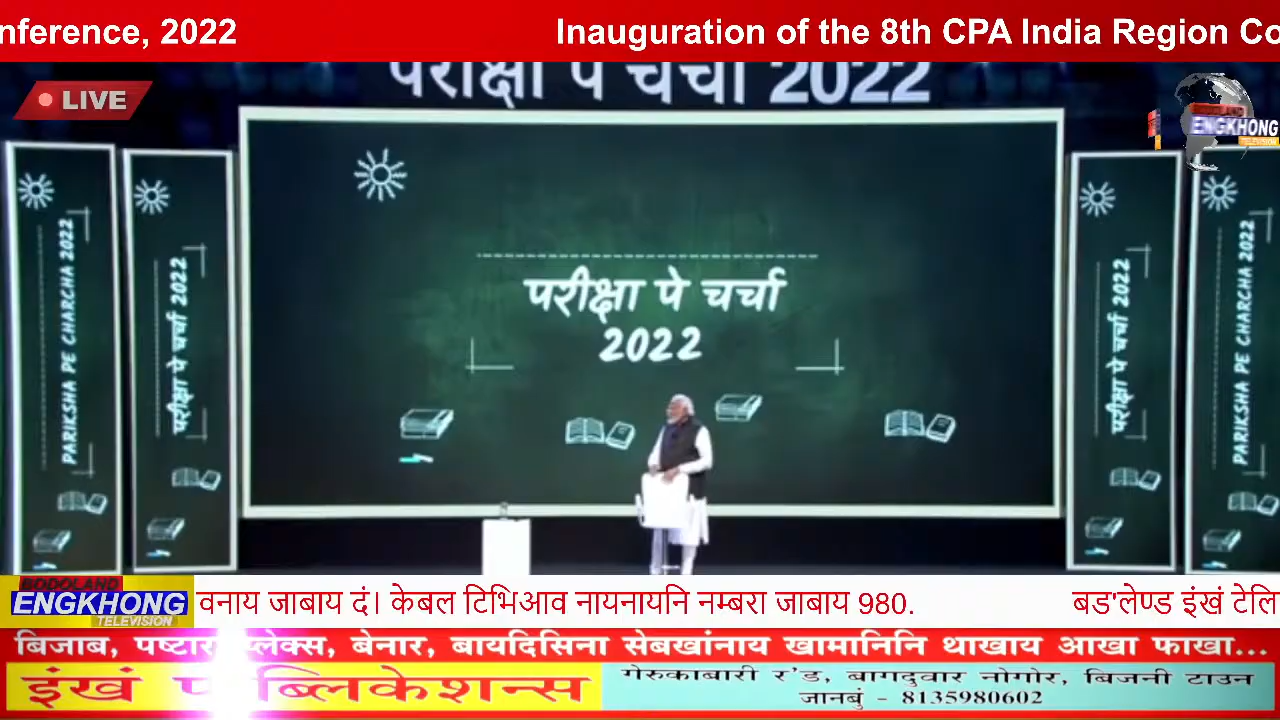 nference, 2022 Inauguration of the 8th CPA India Region Co
परीक्षा पे चर्चा 2022
LIVE
BODOLAND
ENGKHONG
TELEVISION
PARIKSHA PE CHARCHA 2022
परीक्षा पे चर्चा 2022
परीक्षा पे चर्चा
2022
परीक्षा पे चर्चा 2022
PARIKSHA PE CHARCHA 2022
BODOLAND
ENGKHONG
TELEVISION
वनाय जाबाय दं। केबल टिभिआव नायनायनि नम्बरा जाबाय 980. बड'लेण्ड इंखं टेलि
बिजाब, पष्टार प्लेक्स, बेनार, बायदिसिना सेबखांनाय खामानिनि थाखाय आखा फाखा...
इंखं प ब्लिकेशन्स
गेरुकाबारी र'ड, बागदुवार नोगोर, बिजनी टाउन
जानबुं - 8135980602